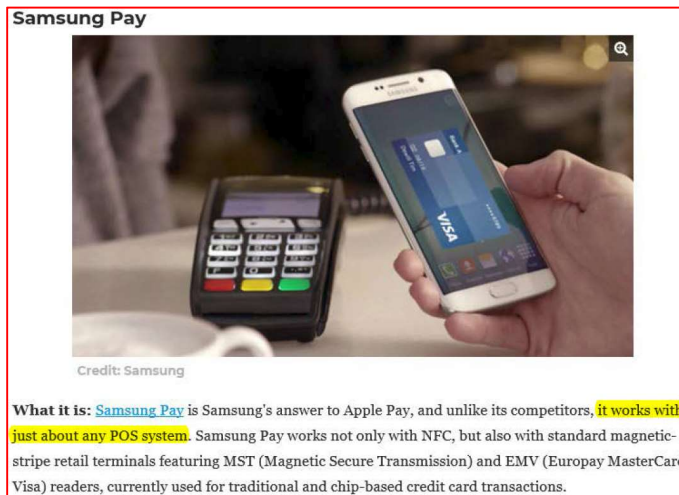 Samsung Pay
SAMSUNG
Bank A
VISA
Credit: Samsung
What it is: Samsung Pay is Samsung's answer to Apple Pay, and unlike its competitors, it works with
just about any POS system. Samsung Pay works not only with NFC, but also with standard magnetic-
stripe retail terminals featuring MST (Magnetic Secure Transmission) and EMV (Europay MasterCard
Visa) readers, currently used for traditional and chip-based credit card transactions.